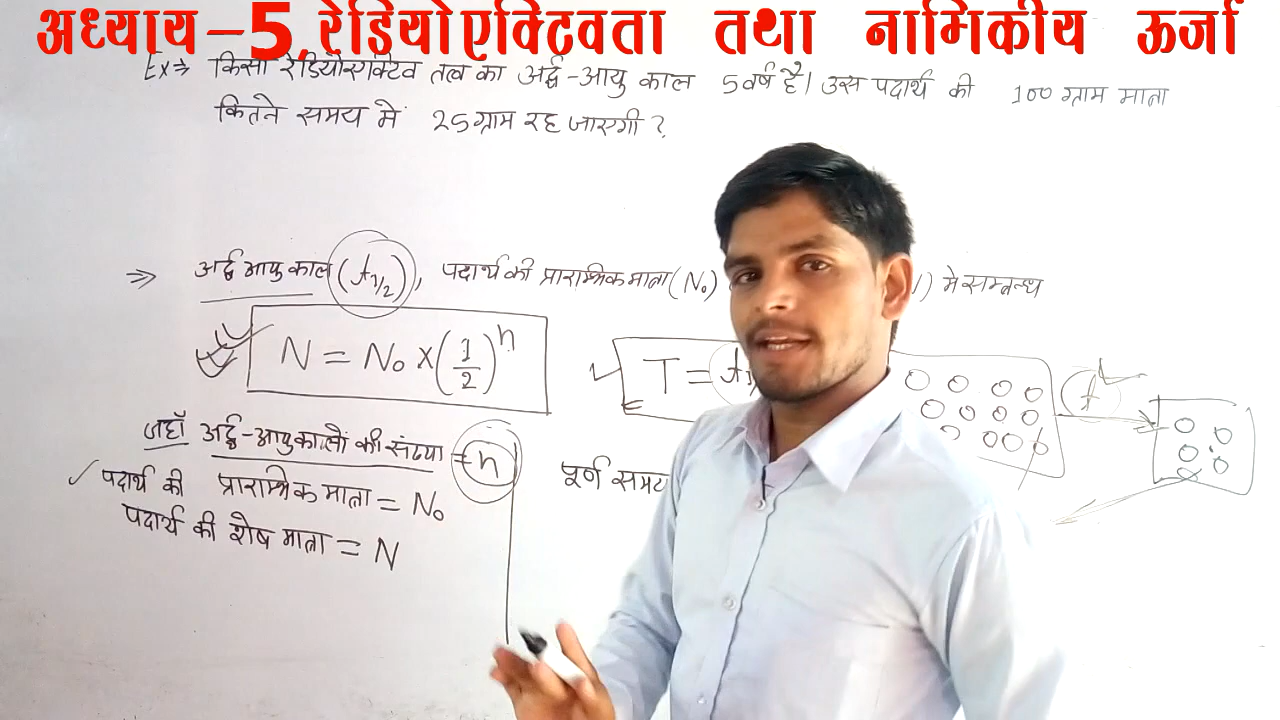 अध्याय-5, रेडियोएक्टिवता तथा नामिकीय ऊर्जा
Ex⇒ किसी रेडियोएक्टिव तत्व का अर्द्ध-आयु काल 5 वर्ष है। उस पदार्थ की 100 ग्राम मात्रा
कितने समय में 25 ग्राम रह जाएगी ?
⇒ अर्द्ध आयु काल (t1/2), पदार्थ की प्रारम्भिक मात्रा (N₀) में सम्बन्ध
N = N₀ × (1/2)ⁿ
T = t
t
जहाँ अर्द्ध-आयुकालों की संख्या = n
पूर्ण समय
पदार्थ की प्रारम्भिक मात्रा = N₀
पदार्थ की शेष मात्रा = N